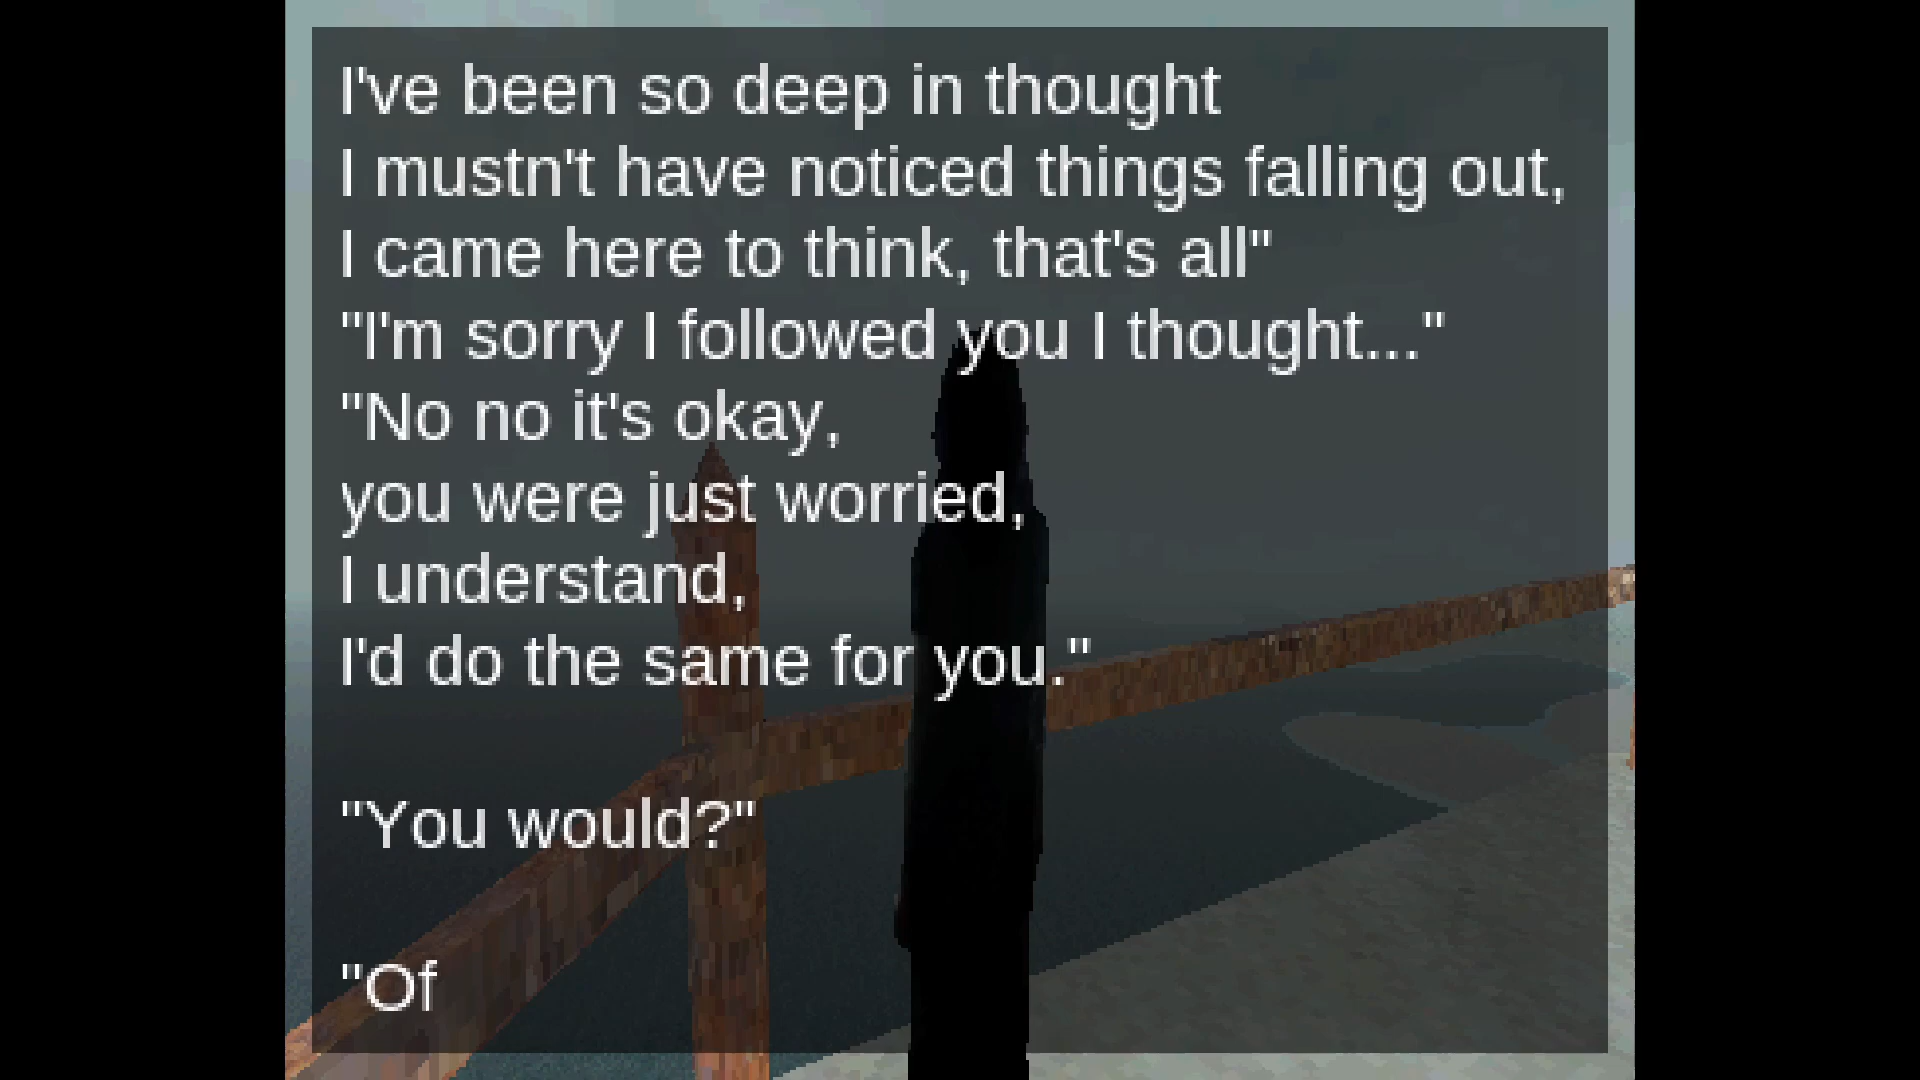 I've been so deep in thought
I mustn't have noticed things falling out,
I came here to think, that's all"
"I'm sorry I followed you I thought..."
"No no it's okay,
you were just worried,
I understand,
I'd do the same for you."
"You would?"
"Of